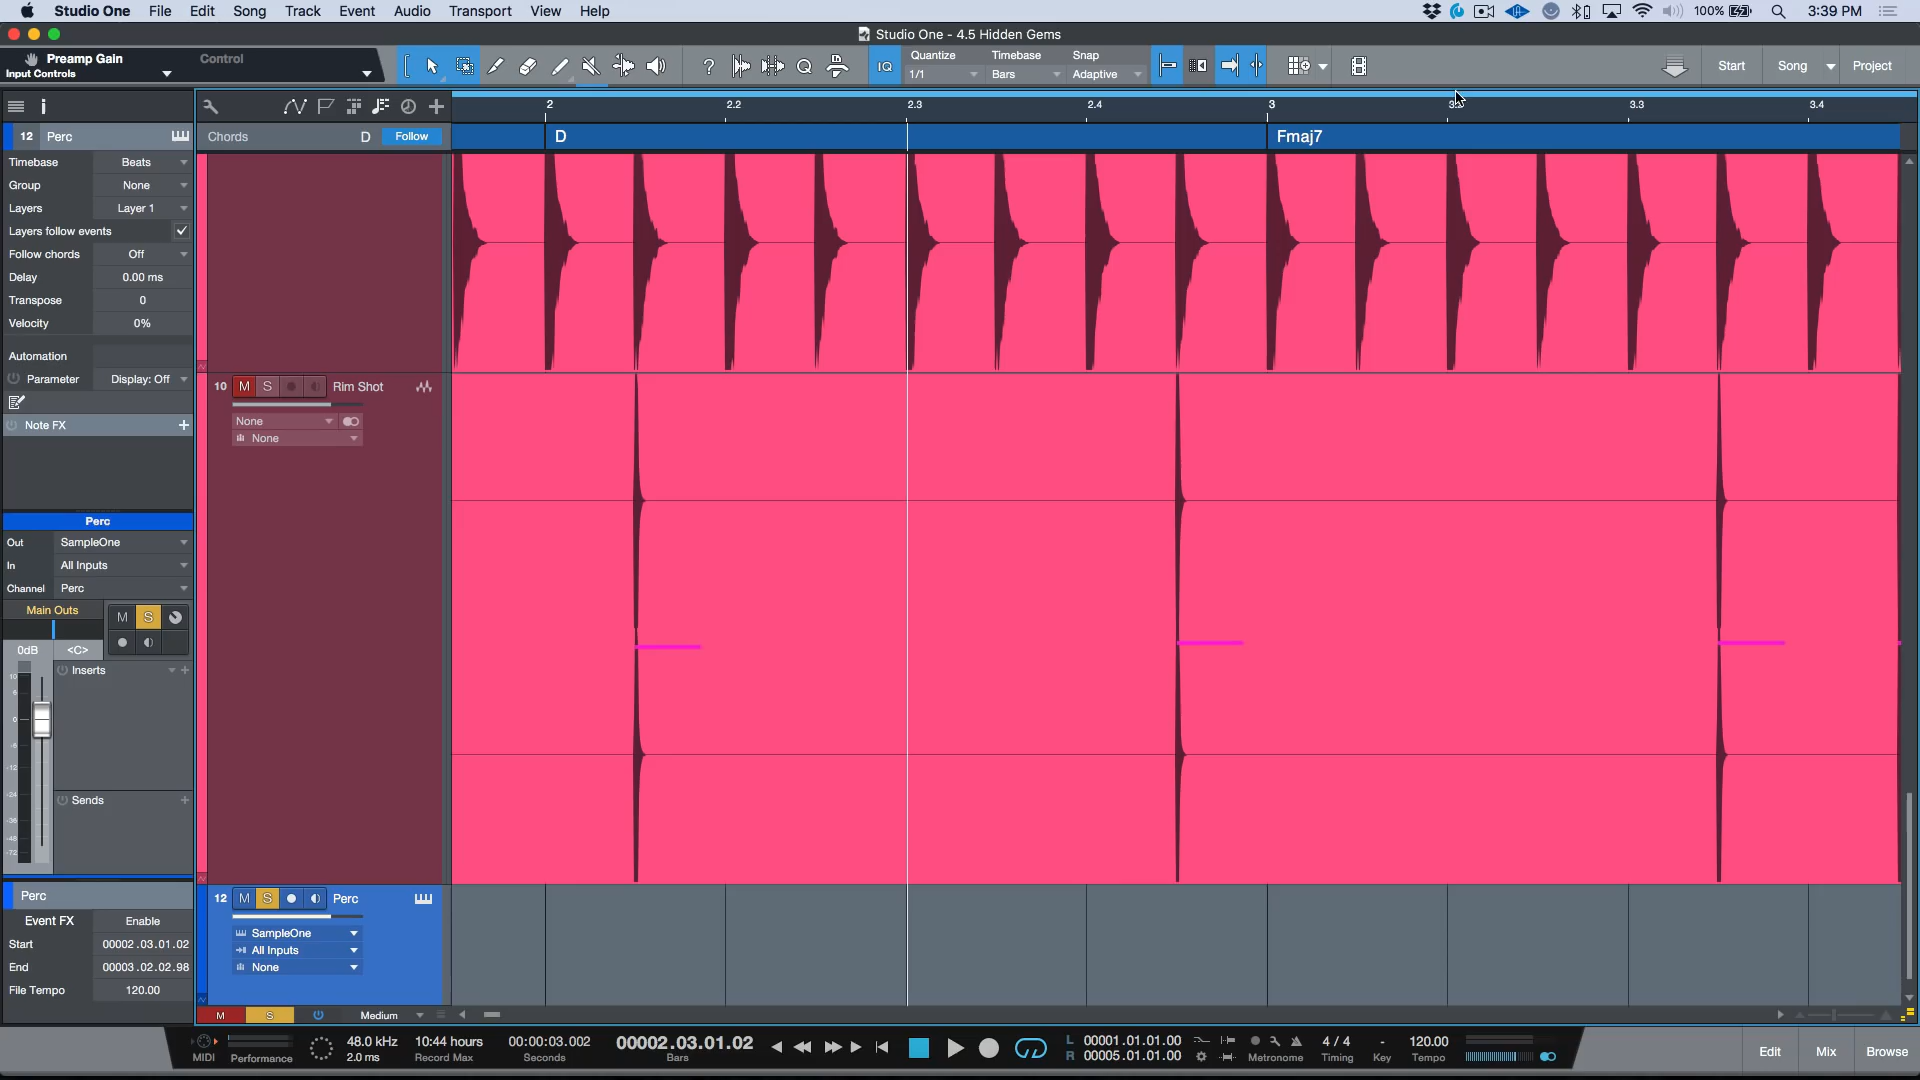 Studio One File Edit Song Track Event Audio Transport View Help 100% 3:39 PM
Studio One - 4.5 Hidden Gems
Preamp Gain Control
Input Controls
Quantize Timebase Snap
1/1 Bars Adaptive
IQ Start Song Project
2 2.2 2.3 2.4 3 3.3 3.4
Chords D Follow
D Fmaj7
12 Perc
Timebase Beats
Group None
Layers Layer 1
Layers follow events
Follow chords Off
Delay 0.00 ms
Transpose 0
Velocity 0%
Automation
Parameter Display: Off
Note FX +
10 M S Rim Shot
None
None
Perc
Out SampleOne
In All Inputs
Channel Perc
Main Outs M S
0dB <C>
Inserts
Sends
Perc
Event FX Enable
Start 00002.03.01.02
End 00003.02.02.98
File Tempo 120.00
12 M S Perc
SampleOne
All Inputs
None
M S Medium
MIDI Performance
48.0 kHz
2.0 ms
10:44 hours
Record Max
00:00:03.002
Seconds
00002.03.01.02
Bars
L 00001.01.01.00
R 00005.01.01.00
Metronome
4 / 4
Timing
-
Key
120.00
Tempo
Edit Mix Browse